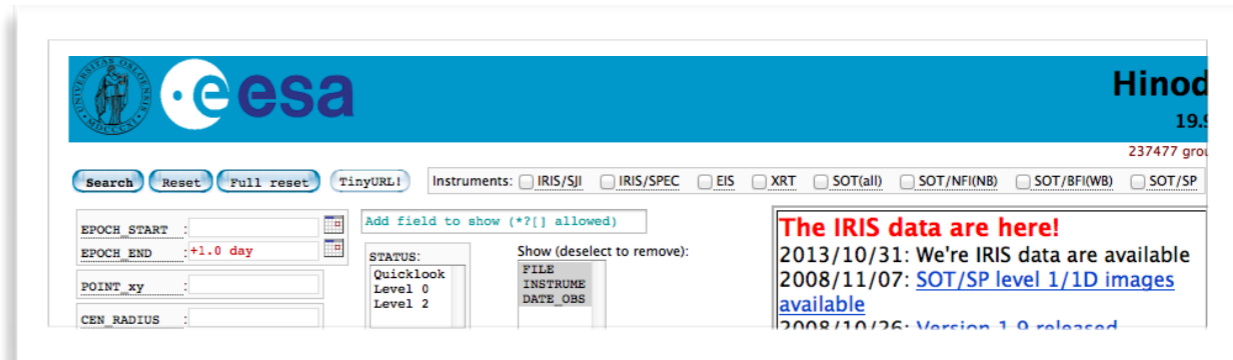 UNIVERSITAS OSLOENSIS
MDCCCXI
eesa
Hinod
19.9
237477 grou
Search Reset Full reset TinyURL! Instruments: IRIS/SJI IRIS/SPEC EIS XRT SOT(all) SOT/NFI(NB) SOT/BFI(WB) SOT/SP
EPOCH_START :
EPOCH_END :+1.0 day
POINT_xy :
CEN_RADIUS :
Add field to show (*?[] allowed)
STATUS:
Quicklook
Level 0
Level 2
Show (deselect to remove):
FILE
INSTRUME
DATE_OBS
The IRIS data are here!
2013/10/31: We're IRIS data are available
2008/11/07: SOT/SP level 1/1D images
available
2008/10/26: Version 1.9 released